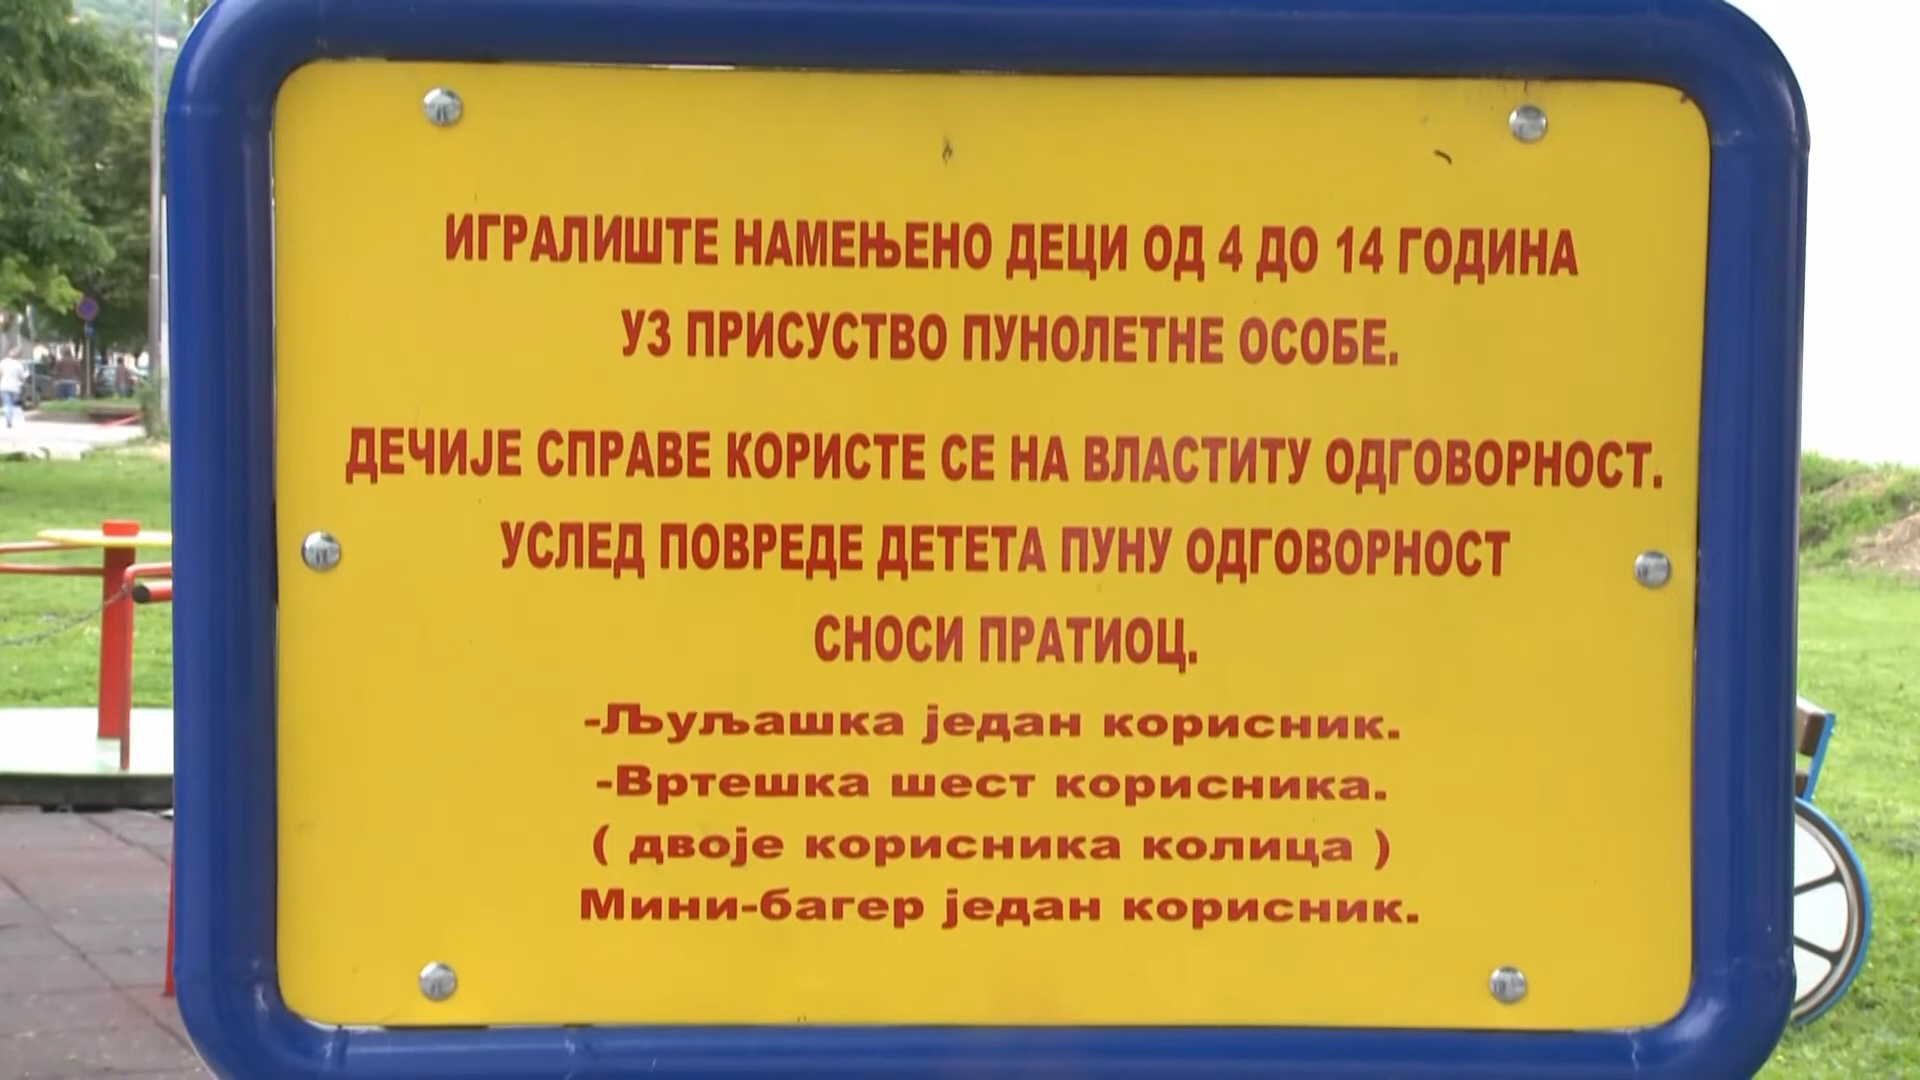 ИГРАЛИШТЕ НАМЕЊЕНО ДЕЦИ ОД 4 ДО 14 ГОДИНА
УЗ ПРИСУСТВО ПУНОЛЕТНЕ ОСОБЕ.
ДЕЧИЈЕ СПРАВЕ КОРИСТЕ СЕ НА ВЛАСТИТУ ОДГОВОРНОСТ.
УСЛЕД ПОВРЕДЕ ДЕТЕТА ПУНУ ОДГОВОРНОСТ
СНОСИ ПРАТИОЦ.
-Љуљашка један корисник.
-Вртешка шест корисника.
( двоје корисника колица )
Мини-багер један корисник.